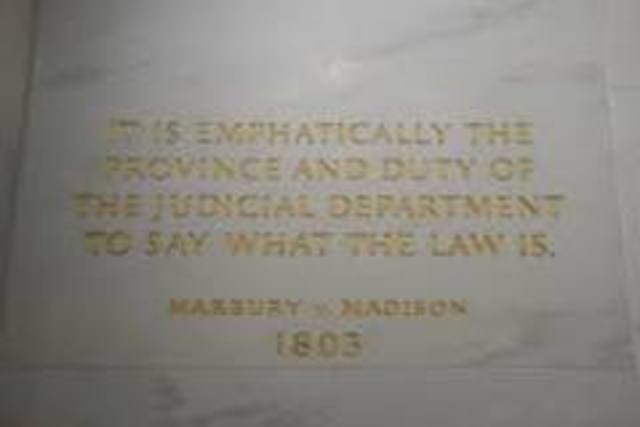 IT IS EMPHATICALLY THE
PROVINCE AND DUTY OF
THE JUDICIAL DEPARTMENT
TO SAY WHAT THE LAW IS.
MARBURY v. MADISON
1803